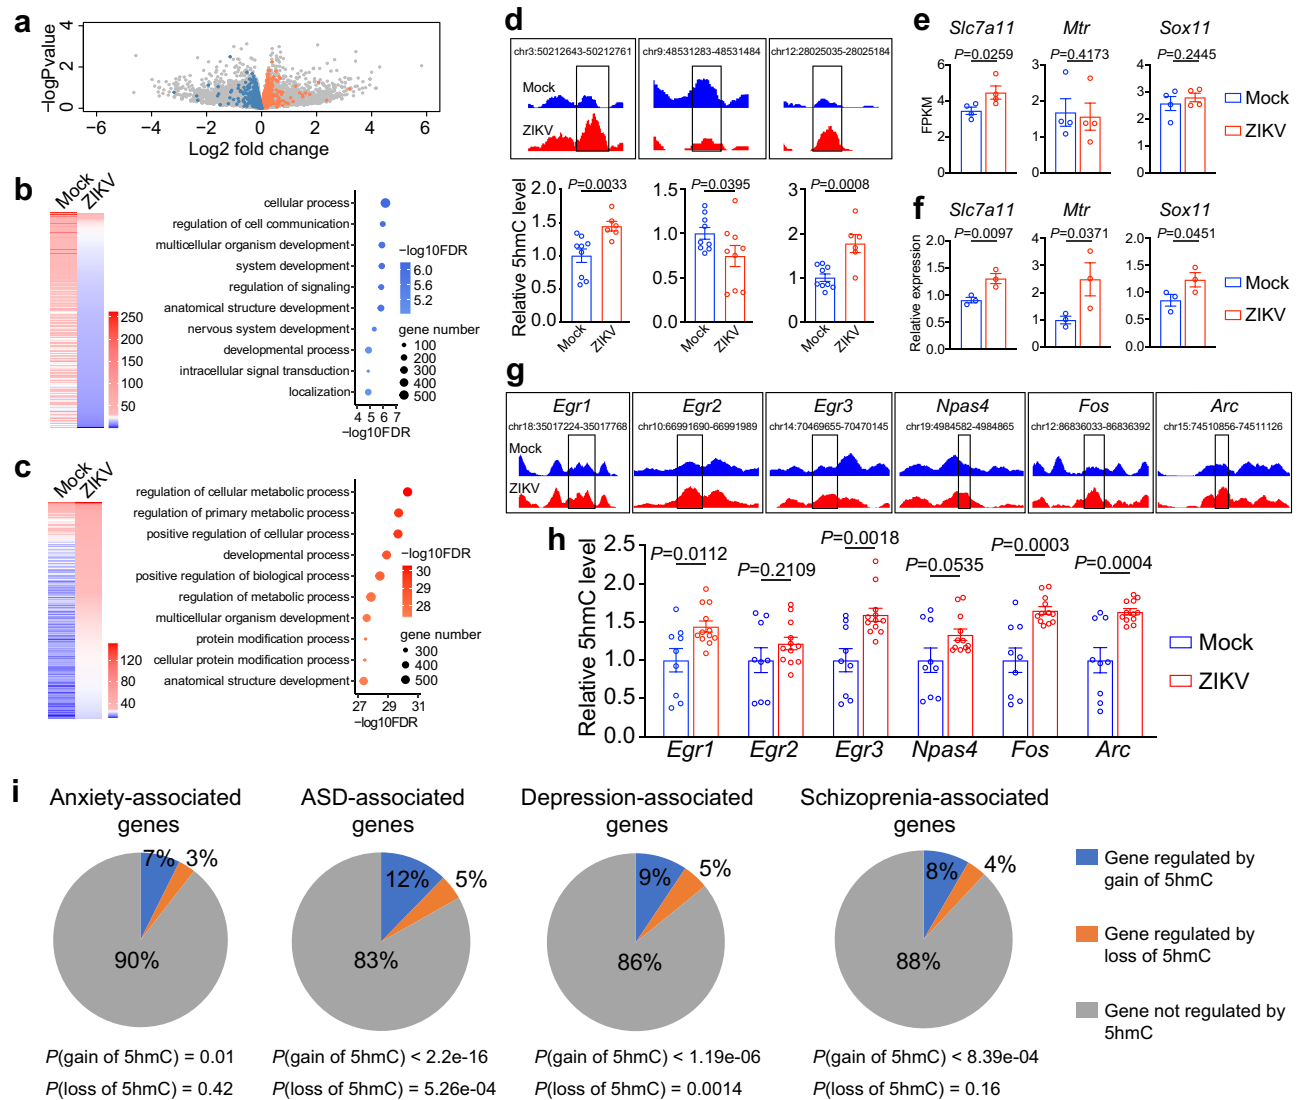 a
−logPvalue
4
2
0
−6
−4
−2
0
2
4
6
Log2 fold change
b
Mock
ZIKV
250
200
150
100
50
cellular process
regulation of cell communication
multicellular organism development
system development
regulation of signaling
anatomical structure development
nervous system development
developmental process
intracellular signal transduction
localization
4 5 6 7
−log10FDR
−log10FDR
6.0
5.6
5.2
gene number
100
200
300
400
500
c
Mock
ZIKV
120
80
40
regulation of cellular metabolic process
regulation of primary metabolic process
positive regulation of cellular process
developmental process
positive regulation of biological process
regulation of metabolic process
multicellular organism development
protein modification process
cellular protein modification process
anatomical structure development
27 29 31
−log10FDR
−log10FDR
30
29
28
gene number
300
400
500
d
chr3:50212643-50212761
chr9:48531283-48531484
chr12:28025035-28025184
Mock
ZIKV
Relative 5hmC level
P=0.0033
2.0
1.5
1.0
0.5
0.0
Mock
ZIKV
P=0.0395
1.5
1.0
0.5
0.0
Mock
ZIKV
P=0.0008
3
2
1
0
Mock
ZIKV
e
Slc7a11
P=0.0259
FPKM
6
4
2
0
Mtr
P=0.4173
3
2
1
0
Sox11
P=0.2445
4
3
2
1
0
Mock
ZIKV
f
Slc7a11
P=0.0097
Relative expression
2.0
1.5
1.0
0.5
0.0
Mtr
P=0.0371
4
3
2
1
0
Sox11
P=0.0451
2.0
1.5
1.0
0.5
0.0
Mock
ZIKV
g
Egr1
Egr2
Egr3
Npas4
Fos
Arc
chr18:35017224-35017768
chr10:66991690-66991989
chr14:70469655-70470145
chr19:4984582-4984865
chr12:86836033-86836392
chr15:74510856-74511126
Mock
ZIKV
h
Relative 5hmC level
2.5
2.0
1.5
1.0
0.5
0.0
P=0.0112
P=0.2109
P=0.0018
P=0.0535
P=0.0003
P=0.0004
Egr1
Egr2
Egr3
Npas4
Fos
Arc
Mock
ZIKV
i
Anxiety-associated
genes
7%
3%
90%
P(gain of 5hmC) = 0.01
P(loss of 5hmC) = 0.42
ASD-associated
genes
12%
5%
83%
P(gain of 5hmC) < 2.2e-16
P(loss of 5hmC) = 5.26e-04
Depression-associated
genes
9%
5%
86%
P(gain of 5hmC) < 1.19e-06
P(loss of 5hmC) = 0.0014
Schizoprenia-associated
genes
8%
4%
88%
P(gain of 5hmC) < 8.39e-04
P(loss of 5hmC) = 0.16
Gene regulated by
gain of 5hmC
Gene regulated by
loss of 5hmC
Gene not regulated by
5hmC